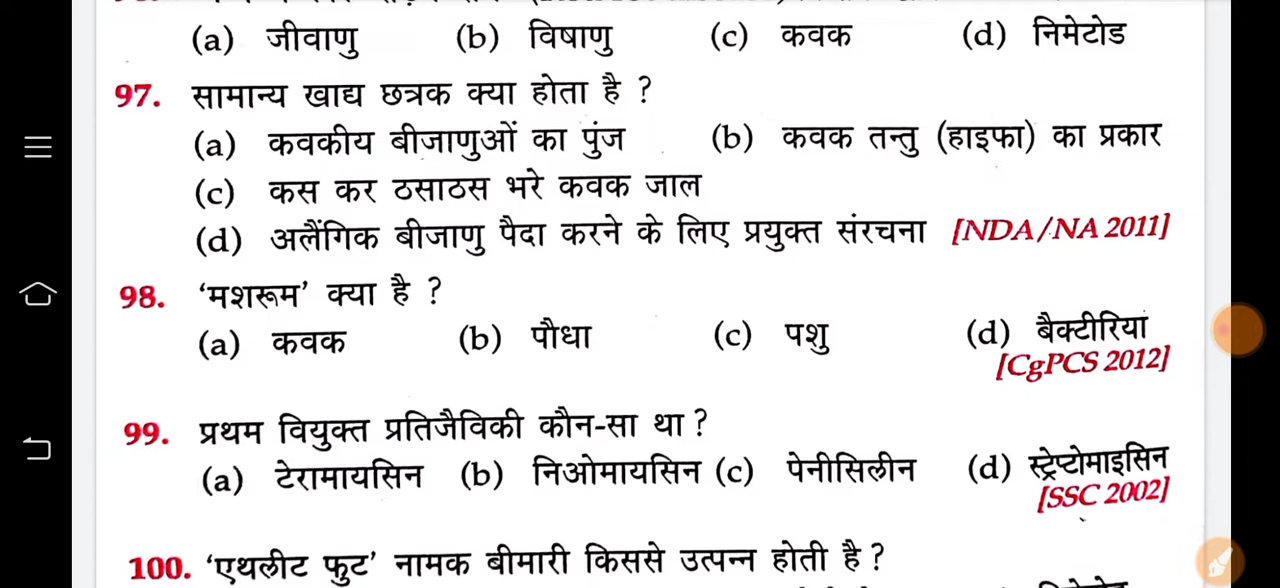 (a) जीवाणु (b) विषाणु (c) कवक (d) निमेटोड
97. सामान्य खाद्य छत्रक क्या होता है ?
(a) कवकीय बीजाणुओं का पुंज (b) कवक तन्तु (हाइफा) का प्रकार
(c) कस कर ठसाठस भरे कवक जाल
(d) अलैंगिक बीजाणु पैदा करने के लिए प्रयुक्त संरचना [NDA/NA 2011]
98. ‘मशरूम’ क्या है ?
(a) कवक (b) पौधा (c) पशु (d) बैक्टीरिया
[CgPCS 2012]
99. प्रथम वियुक्त प्रतिजैविकी कौन-सा था ?
(a) टेरामायसिन (b) निओमायसिन (c) पेनीसिलीन (d) स्ट्रेप्टोमाइसिन
[SSC 2002]
100. ‘एथलीट फुट’ नामक बीमारी किससे उत्पन्न होती है ?